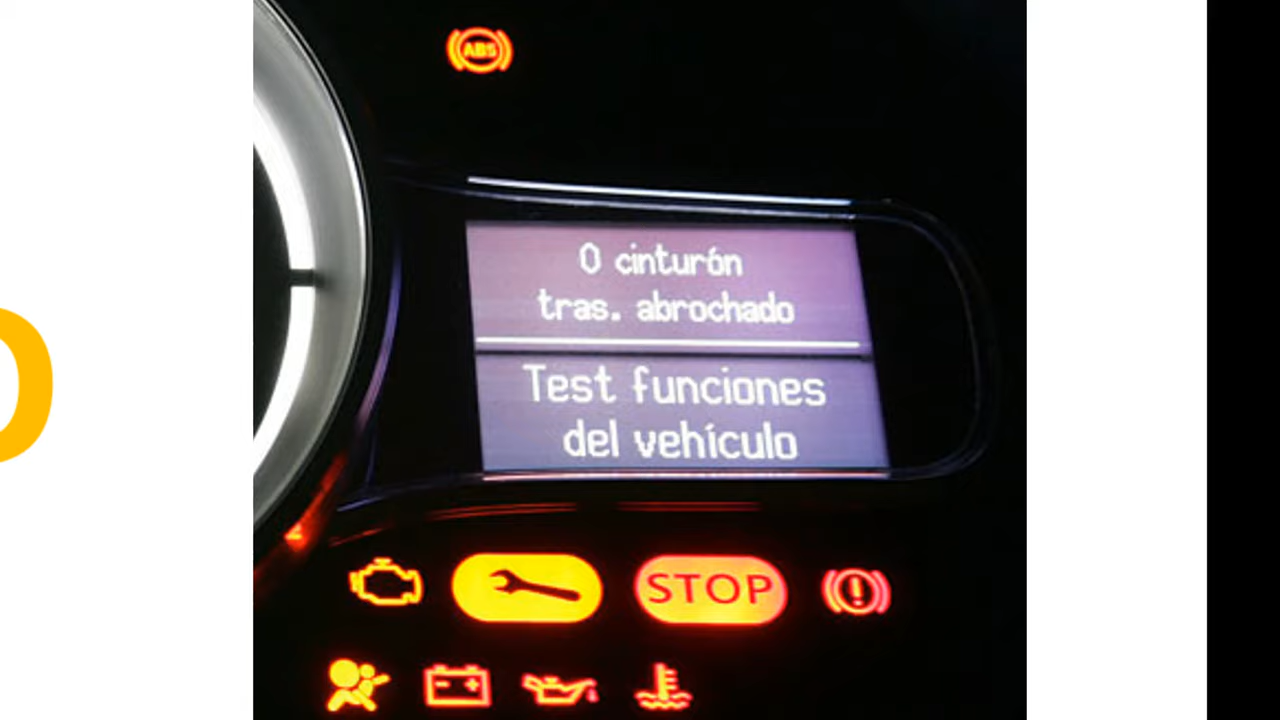 ABS
0 cinturón
tras. abrochado
Test funciones
del vehículo
STOP